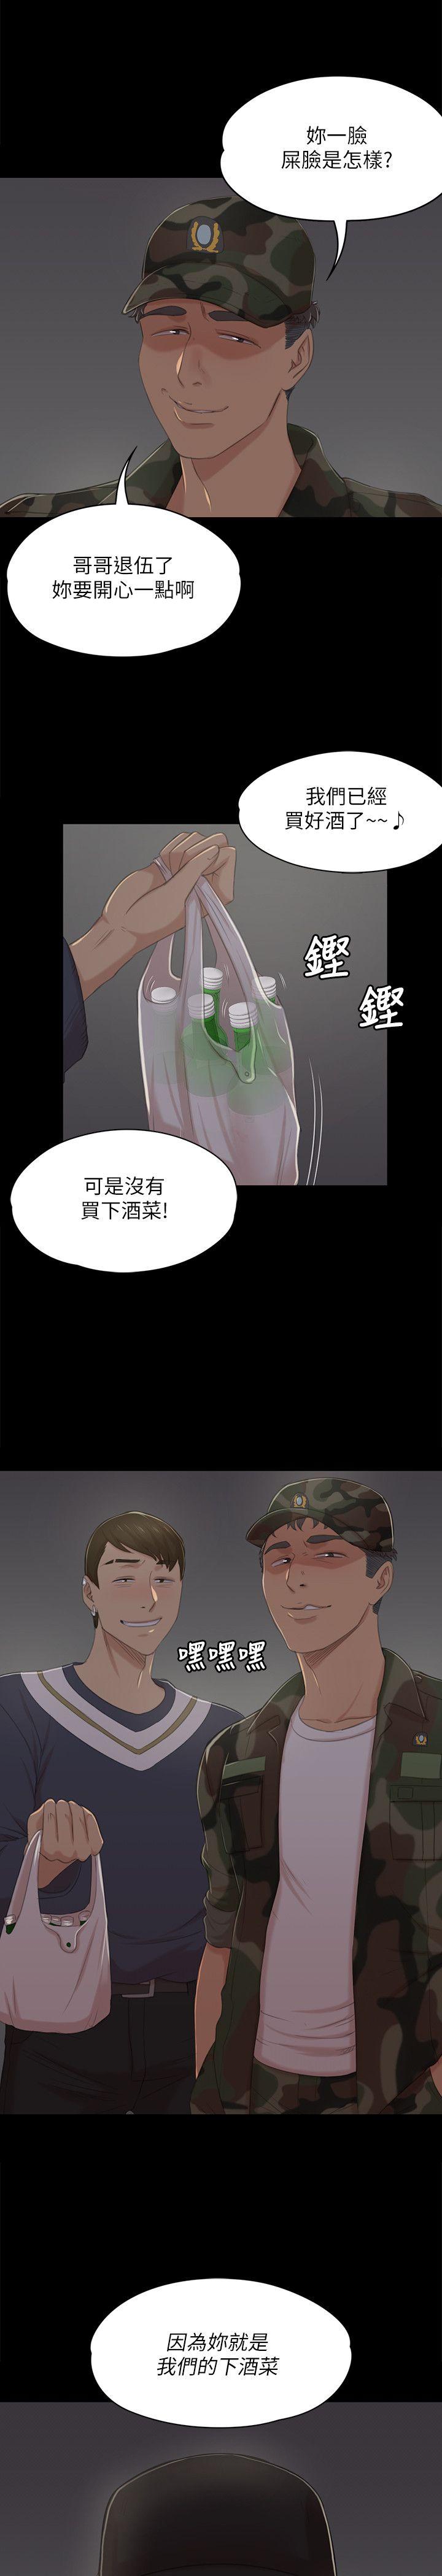 妳一臉
屎臉是怎樣?
哥哥退伍了
妳要開心一點啊
我們已經
買好酒了~~♪
鏗
鏗
可是沒有
買下酒菜!
嘿嘿嘿
因為妳就是
我們的下酒菜